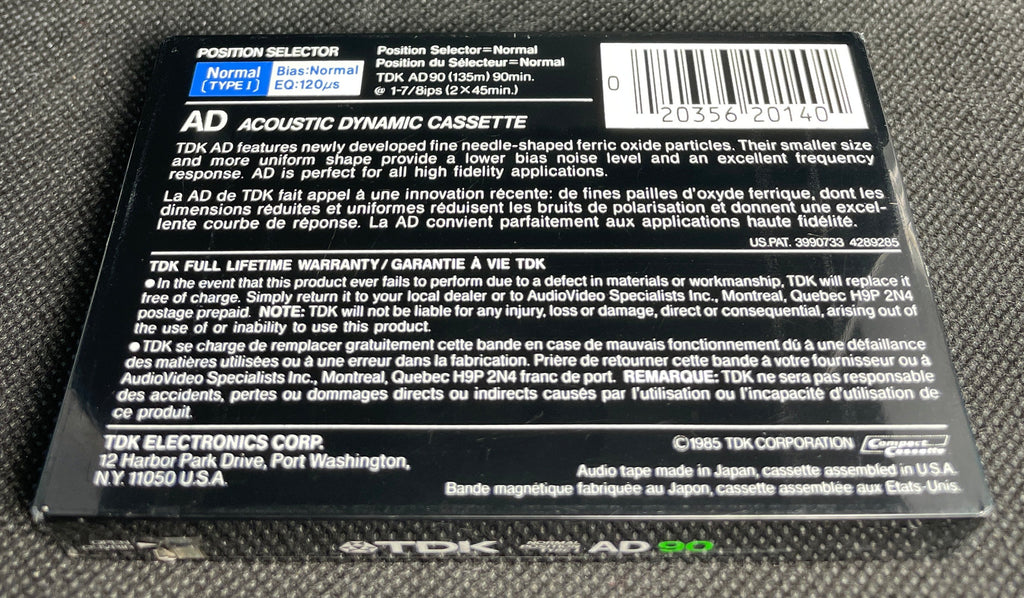 POSITION SELECTOR
Normal
(TYPE I)
Bias:Normal
EQ:120µs
Position Selector=Normal
Position du Sélecteur=Normal
TDK AD90 (135m) 90min.
@ 1-7/8ips (2×45min.)
0 20356 20140
AD ACOUSTIC DYNAMIC CASSETTE
TDK AD features newly developed fine needle-shaped ferric oxide particles. Their smaller size
and more uniform shape provide a lower bias noise level and an excellent frequency
response. AD is perfect for all high fidelity applications.
La AD de TDK fait appel à une innovation récente: de fines pailles d'oxyde ferrique, dont les
dimensions réduites et uniformes réduisent les bruits de polarisation et donnent une excel-
lente courbe de réponse. La AD convient parfaitement aux applications haute fidélité.
US.PAT. 3990733 4289285
TDK FULL LIFETIME WARRANTY/GARANTIE À VIE TDK
●In the event that this product ever fails to perform due to a defect in materials or workmanship, TDK will replace it
free of charge. Simply return it to your local dealer or to AudioVideo Specialists Inc., Montreal, Quebec H9P 2N4
postage prepaid. NOTE: TDK will not be liable for any injury, loss or damage, direct or consequential, arising out of
the use of or inability to use this product.
●TDK se charge de remplacer gratuitement cette bande en case de mauvais fonctionnement dû à une défaillance
des matières utilisées ou à une erreur dans la fabrication. Prière de retourner cette bande à votre fournisseur ou à
AudioVideo Specialists Inc., Montreal, Quebec H9P 2N4 franc de port. REMARQUE: TDK ne sera pas responsable
des accidents, pertes ou dommages directs ou indirects causés par l'utilisation ou l'incapacité d'utilisation de
ce produit.
TDK ELECTRONICS CORP.
12 Harbor Park Drive, Port Washington,
N.Y. 11050 U.S.A.
©1985 TDK CORPORATION
Compact Cassette
Audio tape made in Japan, cassette assembled in U.S.A.
Bande magnétique fabriquée au Japon, cassette assemblée aux Etats-Unis.
TDK AD 90